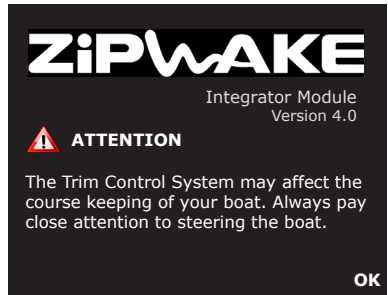 ZiPWAKE
Integrator Module
Version 4.0
ATTENTION
The Trim Control System may affect the
course keeping of your boat. Always pay
close attention to steering the boat.
OK